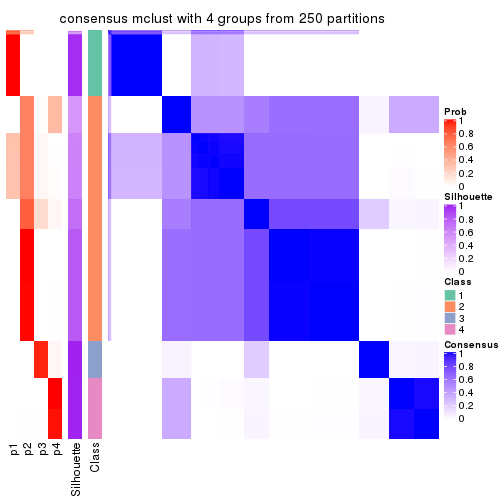 consensus mclust with 4 groups from 250 partitions
Prob
1
0.8
0.6
0.4
0.2
0
Silhouette
1
0.8
0.6
0.4
0.2
0
Class
1
2
3
4
Consensus
1
0.8
0.6
0.4
0.2
0
p1
p2
p3
p4
Silhouette
Class